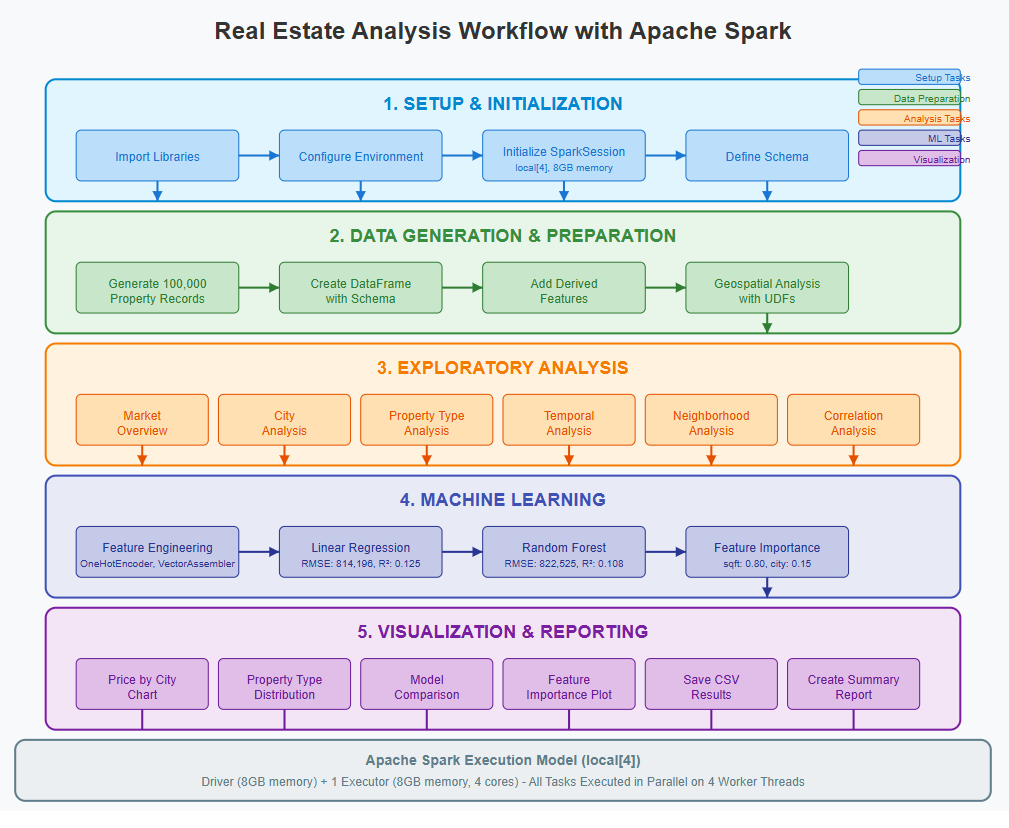 Real Estate Analysis Workflow with Apache Spark
Setup Tasks
Data Preparation
Analysis Tasks
ML Tasks
Visualization
1. SETUP & INITIALIZATION
Import Libraries
Configure Environment
Initialize SparkSession
local[4], 8GB memory
Define Schema
2. DATA GENERATION & PREPARATION
Generate 100,000
Property Records
Create DataFrame
with Schema
Add Derived
Features
Geospatial Analysis
with UDFs
3. EXPLORATORY ANALYSIS
Market
Overview
City
Analysis
Property Type
Analysis
Temporal
Analysis
Neighborhood
Analysis
Correlation
Analysis
4. MACHINE LEARNING
Feature Engineering
OneHotEncoder, VectorAssembler
Linear Regression
RMSE: 814,196, R²: 0.125
Random Forest
RMSE: 822,525, R²: 0.108
Feature Importance
sqft: 0.80, city: 0.15
5. VISUALIZATION & REPORTING
Price by City
Chart
Property Type
Distribution
Model
Comparison
Feature
Importance Plot
Save CSV
Results
Create Summary
Report
Apache Spark Execution Model (local[4])
Driver (8GB memory) + 1 Executor (8GB memory, 4 cores) - All Tasks Executed in Parallel on 4 Worker Threads